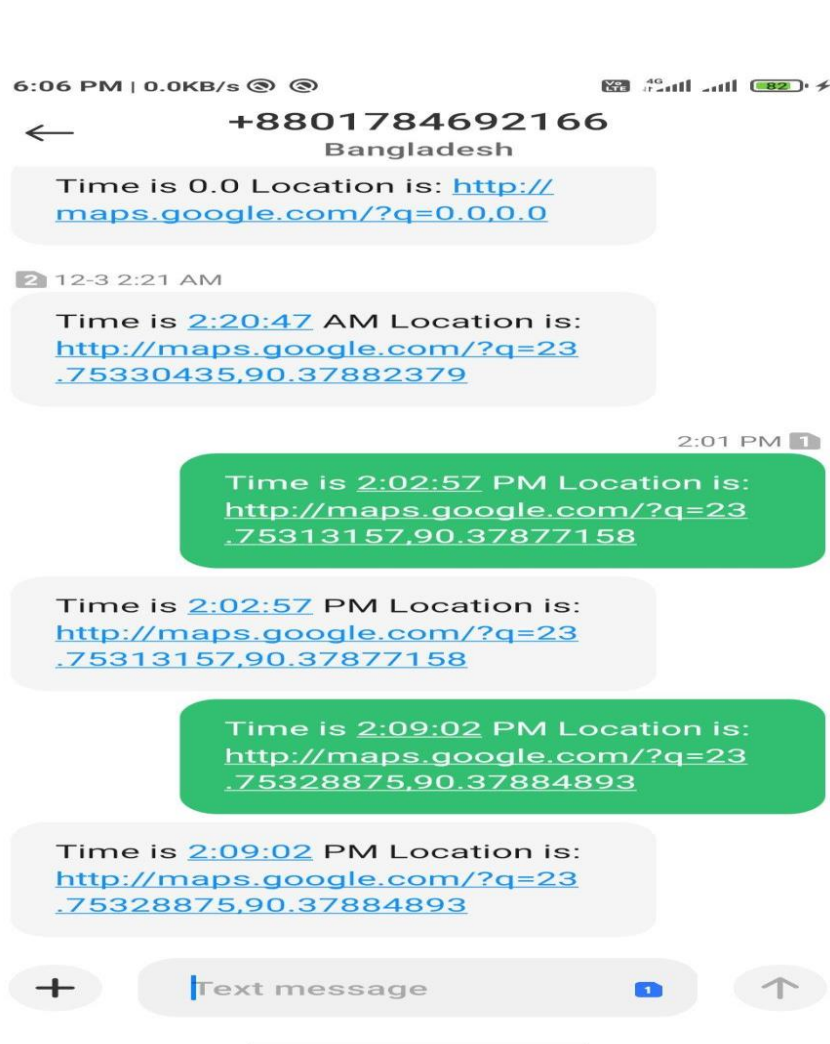 6:06 PM | 0.0KB/s
Vo LTE 4G 82
+8801784692166
Bangladesh
Time is 0.0 Location is: http://
maps.google.com/?q=0.0,0.0
2 12-3 2:21 AM
Time is 2:20:47 AM Location is:
http://maps.google.com/?q=23
.75330435,90.37882379
2:01 PM 1
Time is 2:02:57 PM Location is:
http://maps.google.com/?q=23
.75313157,90.37877158
Time is 2:02:57 PM Location is:
http://maps.google.com/?q=23
.75313157,90.37877158
Time is 2:09:02 PM Location is:
http://maps.google.com/?q=23
.75328875,90.37884893
Time is 2:09:02 PM Location is:
http://maps.google.com/?q=23
.75328875,90.37884893
Text message 1